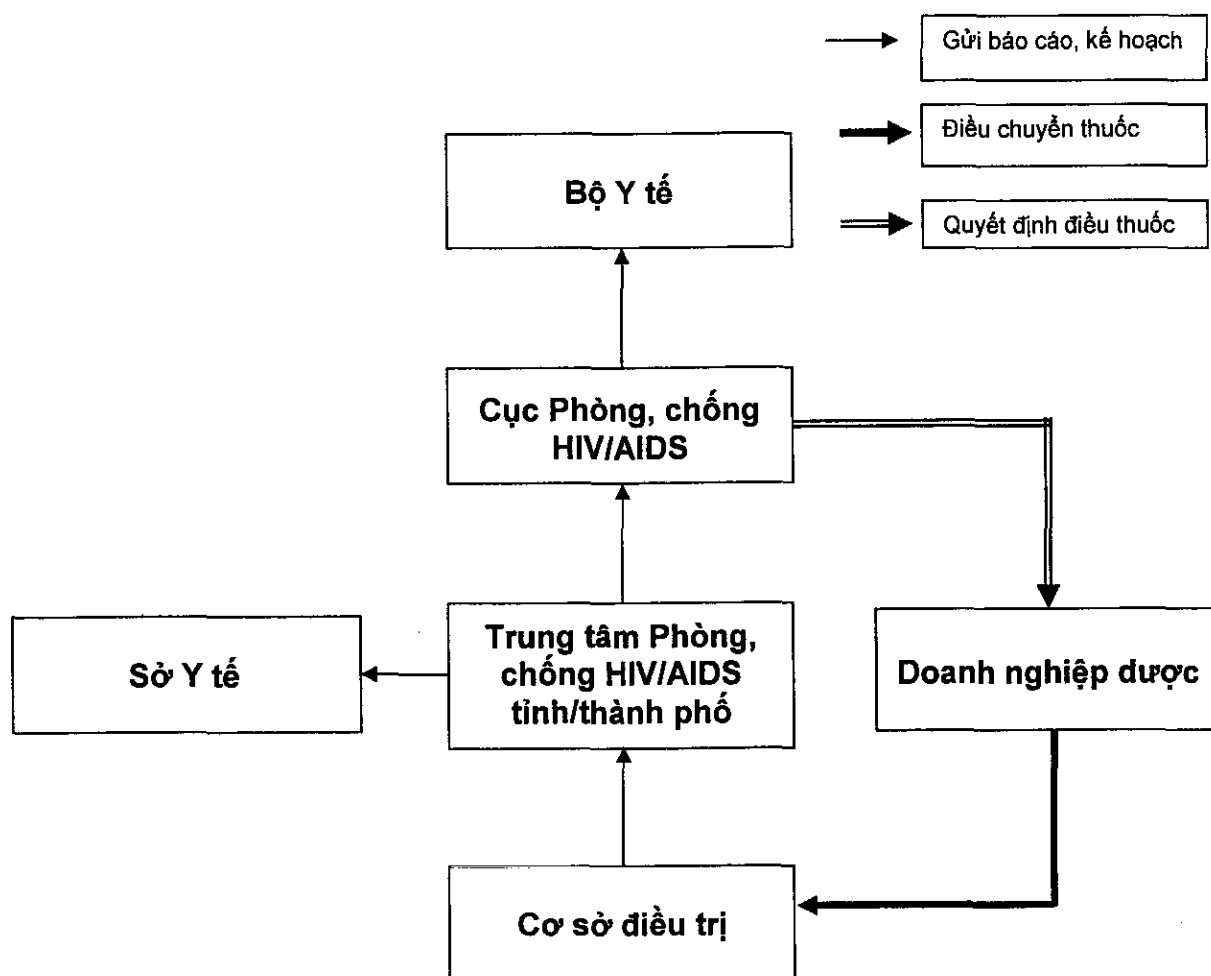 Gửi báo cáo, kế hoạch
Điều chuyển thuốc
Quyết định điều thuốc
Bộ Y tế
Cục Phòng, chống
HIV/AIDS
Sở Y tế
Trung tâm Phòng,
chống HIV/AIDS
tỉnh/thành phố
Doanh nghiệp dược
Cơ sở điều trị